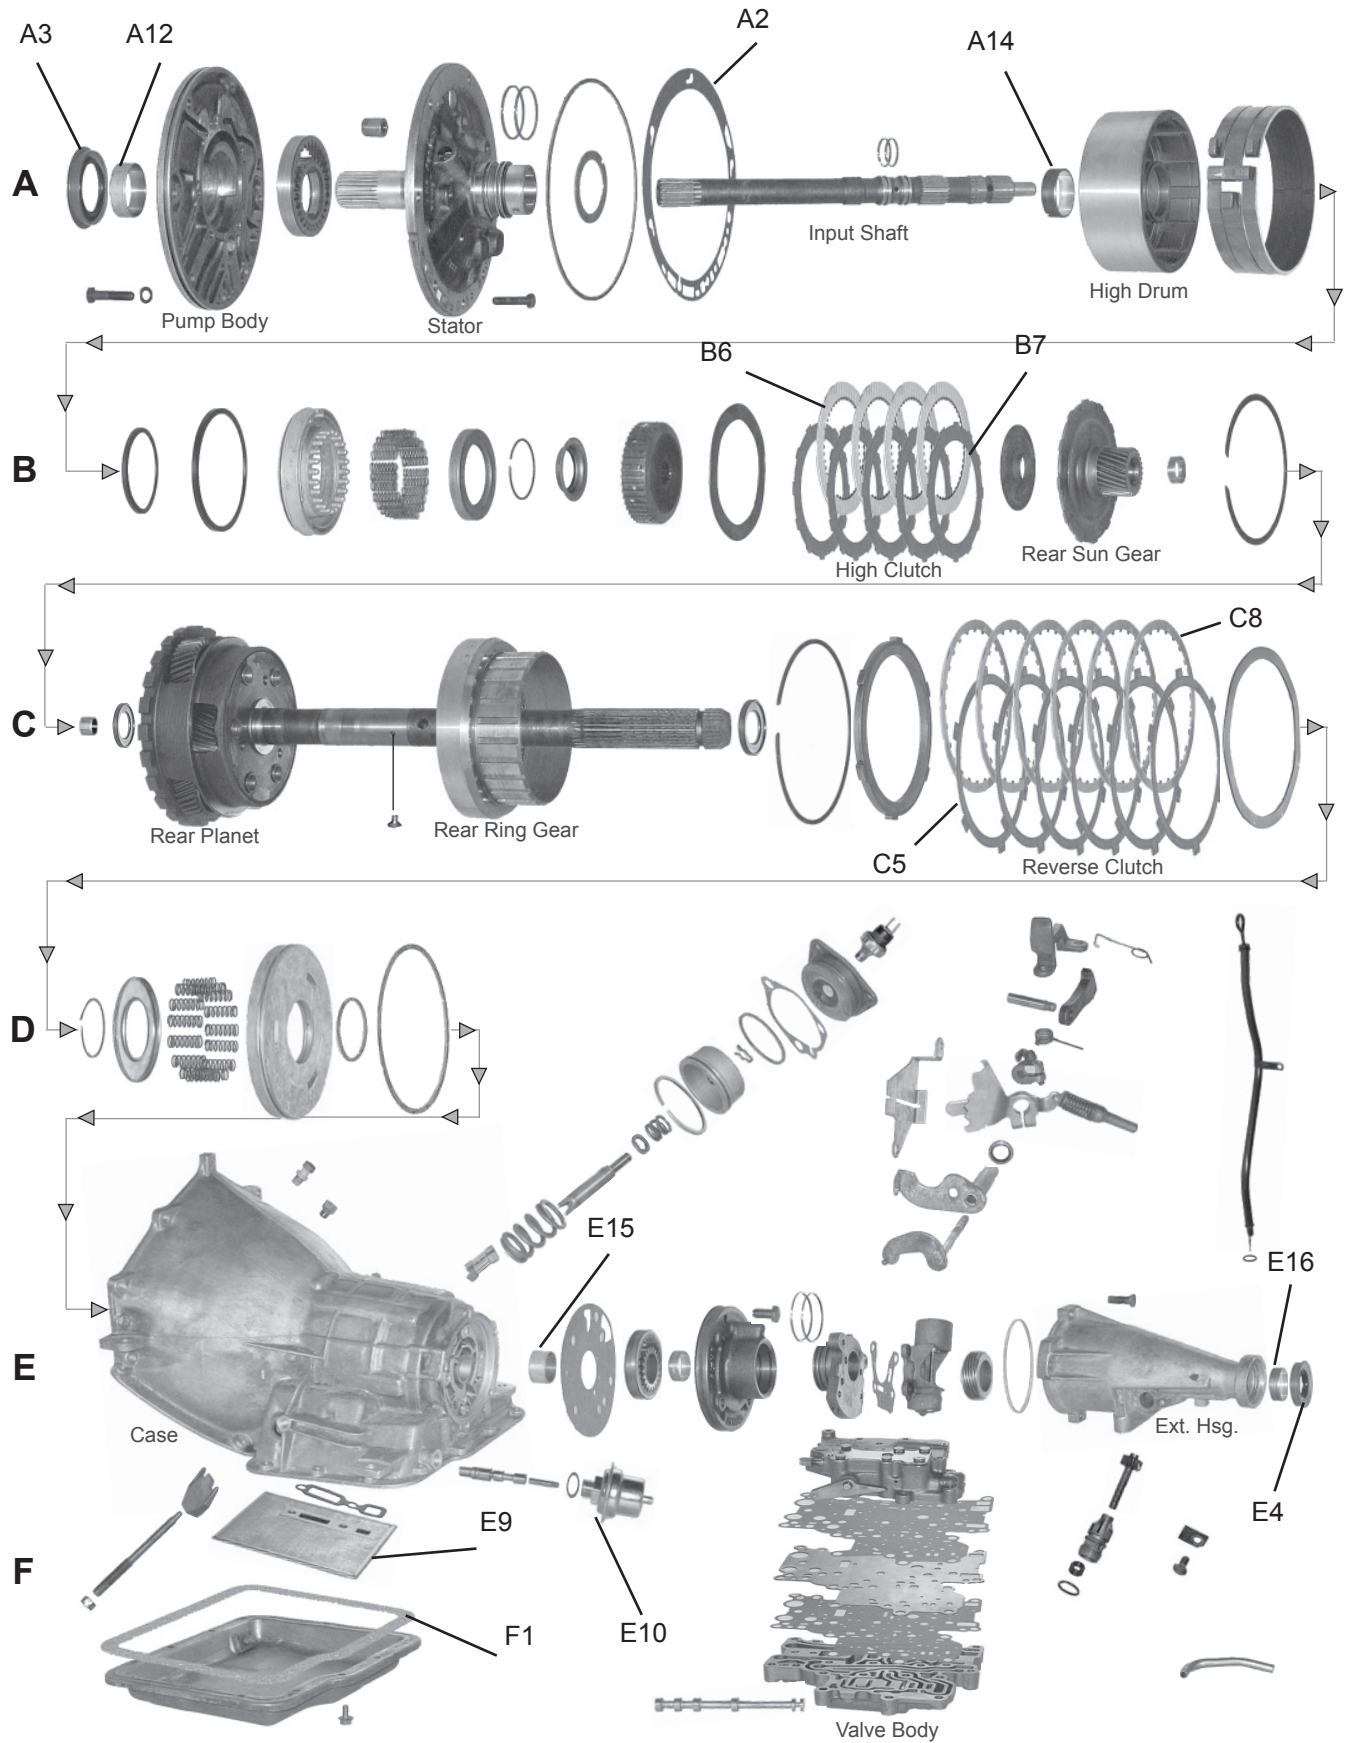 A3
A12
A2
A14
A
Input Shaft
High Drum
Pump Body
Stator
B6
B7
B
High Clutch
Rear Sun Gear
C8
C
Rear Planet
Rear Ring Gear
C5
Reverse Clutch
D
E15
E16
E
Case
Ext. Hsg.
E9
E4
F
F1
E10
Valve Body